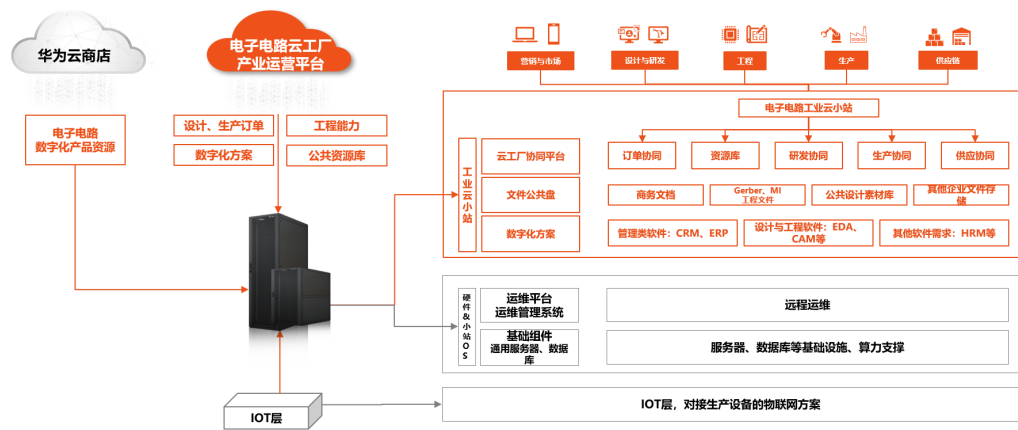 华为云商店
电子电路云工厂
产业运营平台
营销与市场
设计与研发
工程
生产
供应链
电子电路
数字化产品资源
设计、生产订单
工程能力
数字化方案
公共资源库
电子电路工业云小站
工业云小站
云工厂协同平台
订单协同
资源库
研发协同
生产协同
供应协同
文件公共盘
商务文档
Gerber、MI
工程文件
公共设计素材库
其他企业文件存
储
数字化方案
管理类软件：CRM、ERP
设计与工程软件：EDA、
CAM等
其他软件需求：HRM等
硬件&小站OS
运维平台
运维管理系统
远程运维
基础组件
通用服务器、数据
库
服务器、数据库等基础设施、算力支撑
IOT层
IOT层，对接生产设备的物联网方案